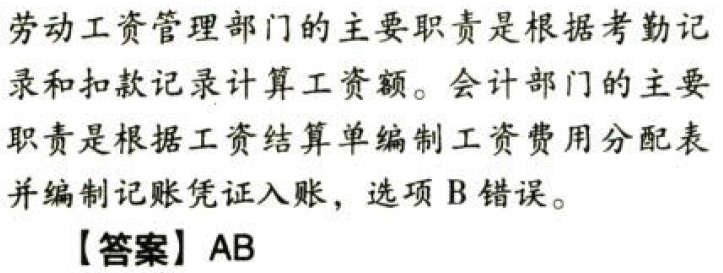 劳动工资管理部门的主要职责是根据考勤记
录和扣款记录计算工资额。会计部门的主要
职责是根据工资结算单编制工资费用分配表
并编制记账凭证入账，选项 B 错误。
【答案】AB